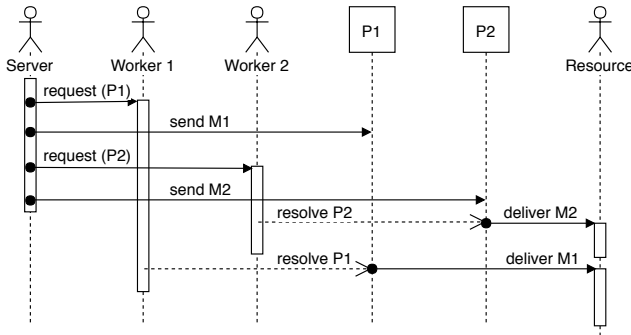 P1
P2
Server
Worker 1
Worker 2
Resource
request (P1)
send M1
request (P2)
send M2
resolve P2
deliver M2
resolve P1
deliver M1